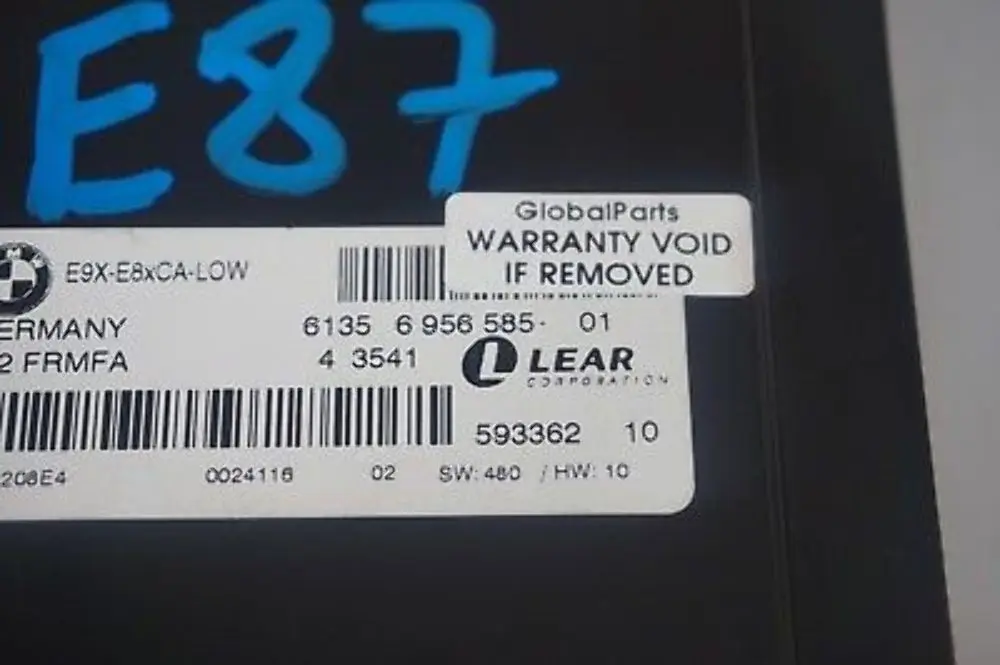 E87
GlobalParts
WARRANTY VOID
IF REMOVED
E9X-E8xCA-LOW
ERMANY
6135 6 956 585- 01
2 FRMFA
4 3541
LEAR
CORPORATION
593362 10
208E4 0024116 02 SW: 480 / HW: 10